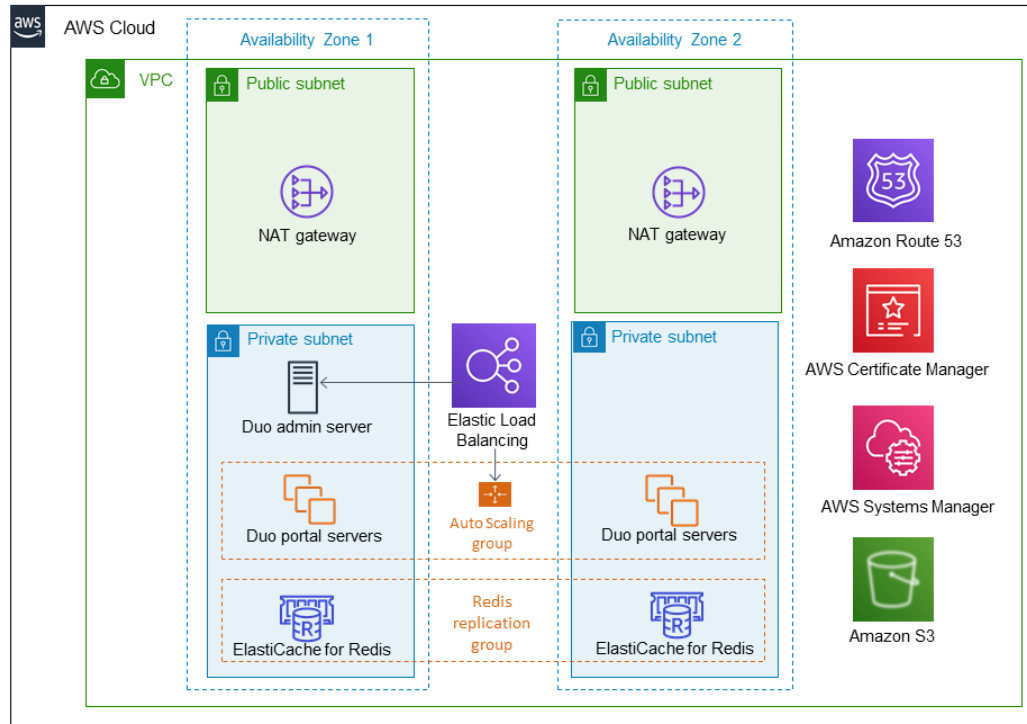 aws
AWS Cloud
Availability Zone 1
Availability Zone 2
VPC
Public subnet
Public subnet
NAT gateway
NAT gateway
53
Amazon Route 53
AWS Certificate Manager
Private subnet
Private subnet
Duo admin server
Elastic Load
Balancing
AWS Systems Manager
Duo portal servers
Auto Scaling
group
Duo portal servers
Amazon S3
R
ElastiCache for Redis
Redis
replication
group
R
ElastiCache for Redis